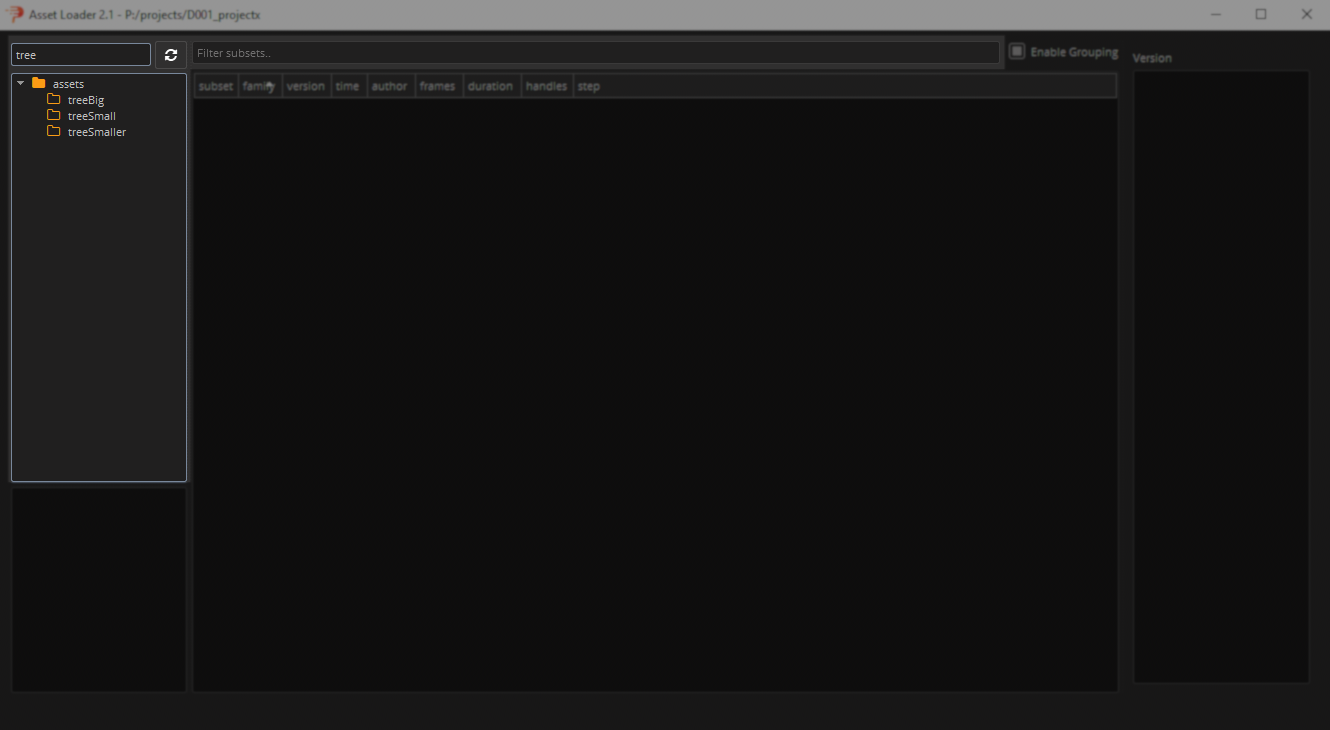 Asset Loader 2.1 - P:/projects/D001_projectx
tree
Filter subsets..
Enable Grouping
Version
assets
treeBig
treeSmall
treeSmaller
subset family version time author frames duration handles step